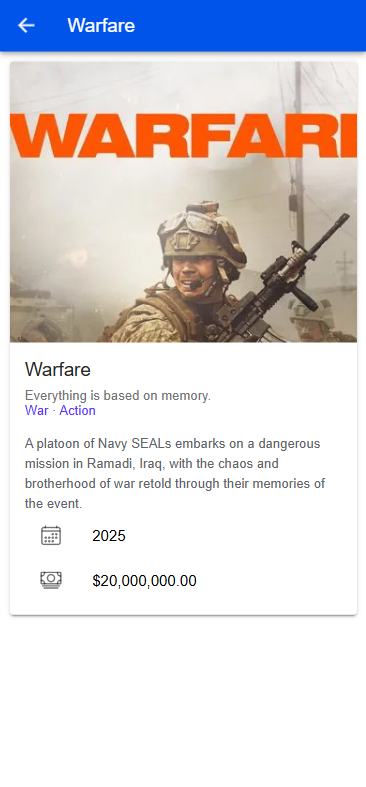 Warfare
WARFARE
Warfare
Everything is based on memory.
War · Action
A platoon of Navy SEALs embarks on a dangerous
mission in Ramadi, Iraq, with the chaos and
brotherhood of war retold through their memories of
the event.
2025
$20,000,000.00